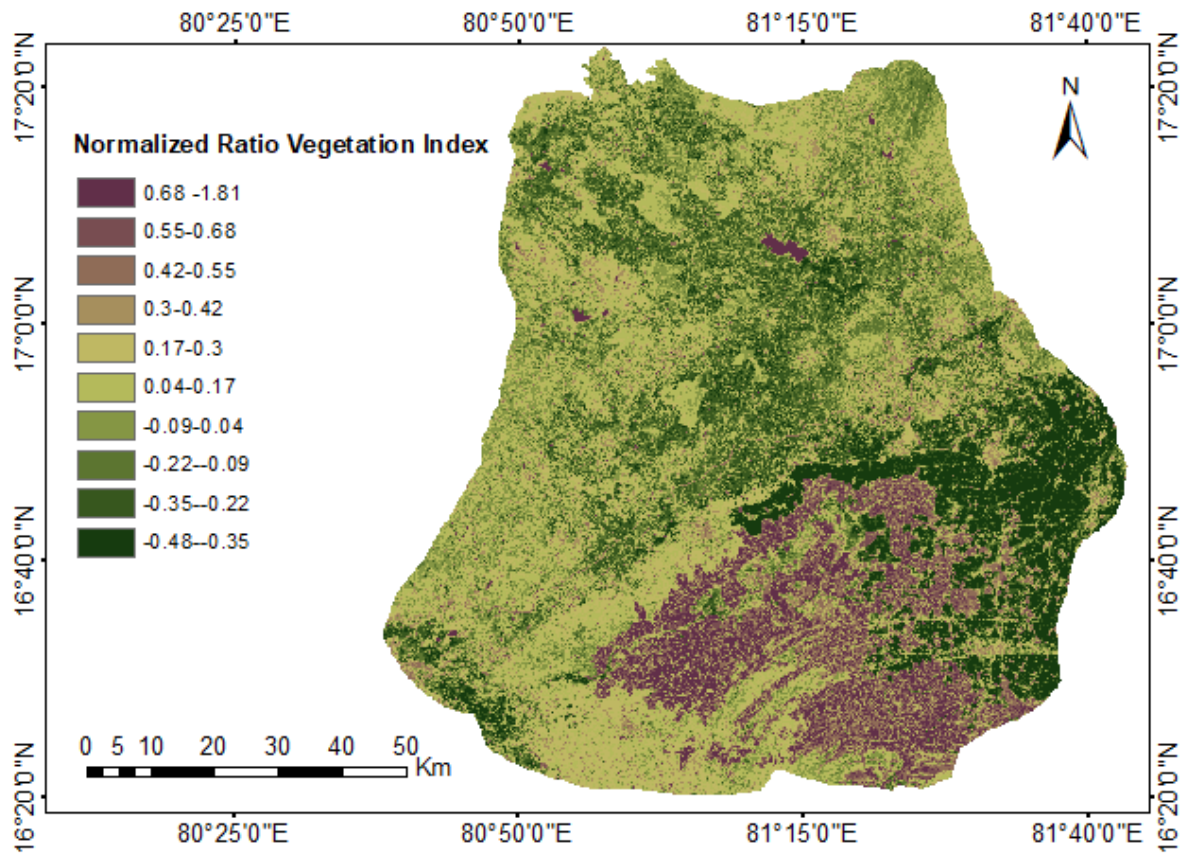 80°25'0"E 80°50'0"E 81°15'0"E 81°40'0"E
17°20'0"N
17°20'0"N
N
Normalized Ratio Vegetation Index
0.68 -1.81
0.55-0.68
0.42-0.55
0.3-0.42
0.17-0.3
0.04-0.17
-0.09-0.04
-0.22--0.09
-0.35--0.22
-0.48--0.35
17°0'0"N
17°0'0"N
16°40'0"N
16°40'0"N
0 5 10 20 30 40 50
Km
16°20'0"N
16°20'0"N
80°25'0"E 80°50'0"E 81°15'0"E 81°40'0"E